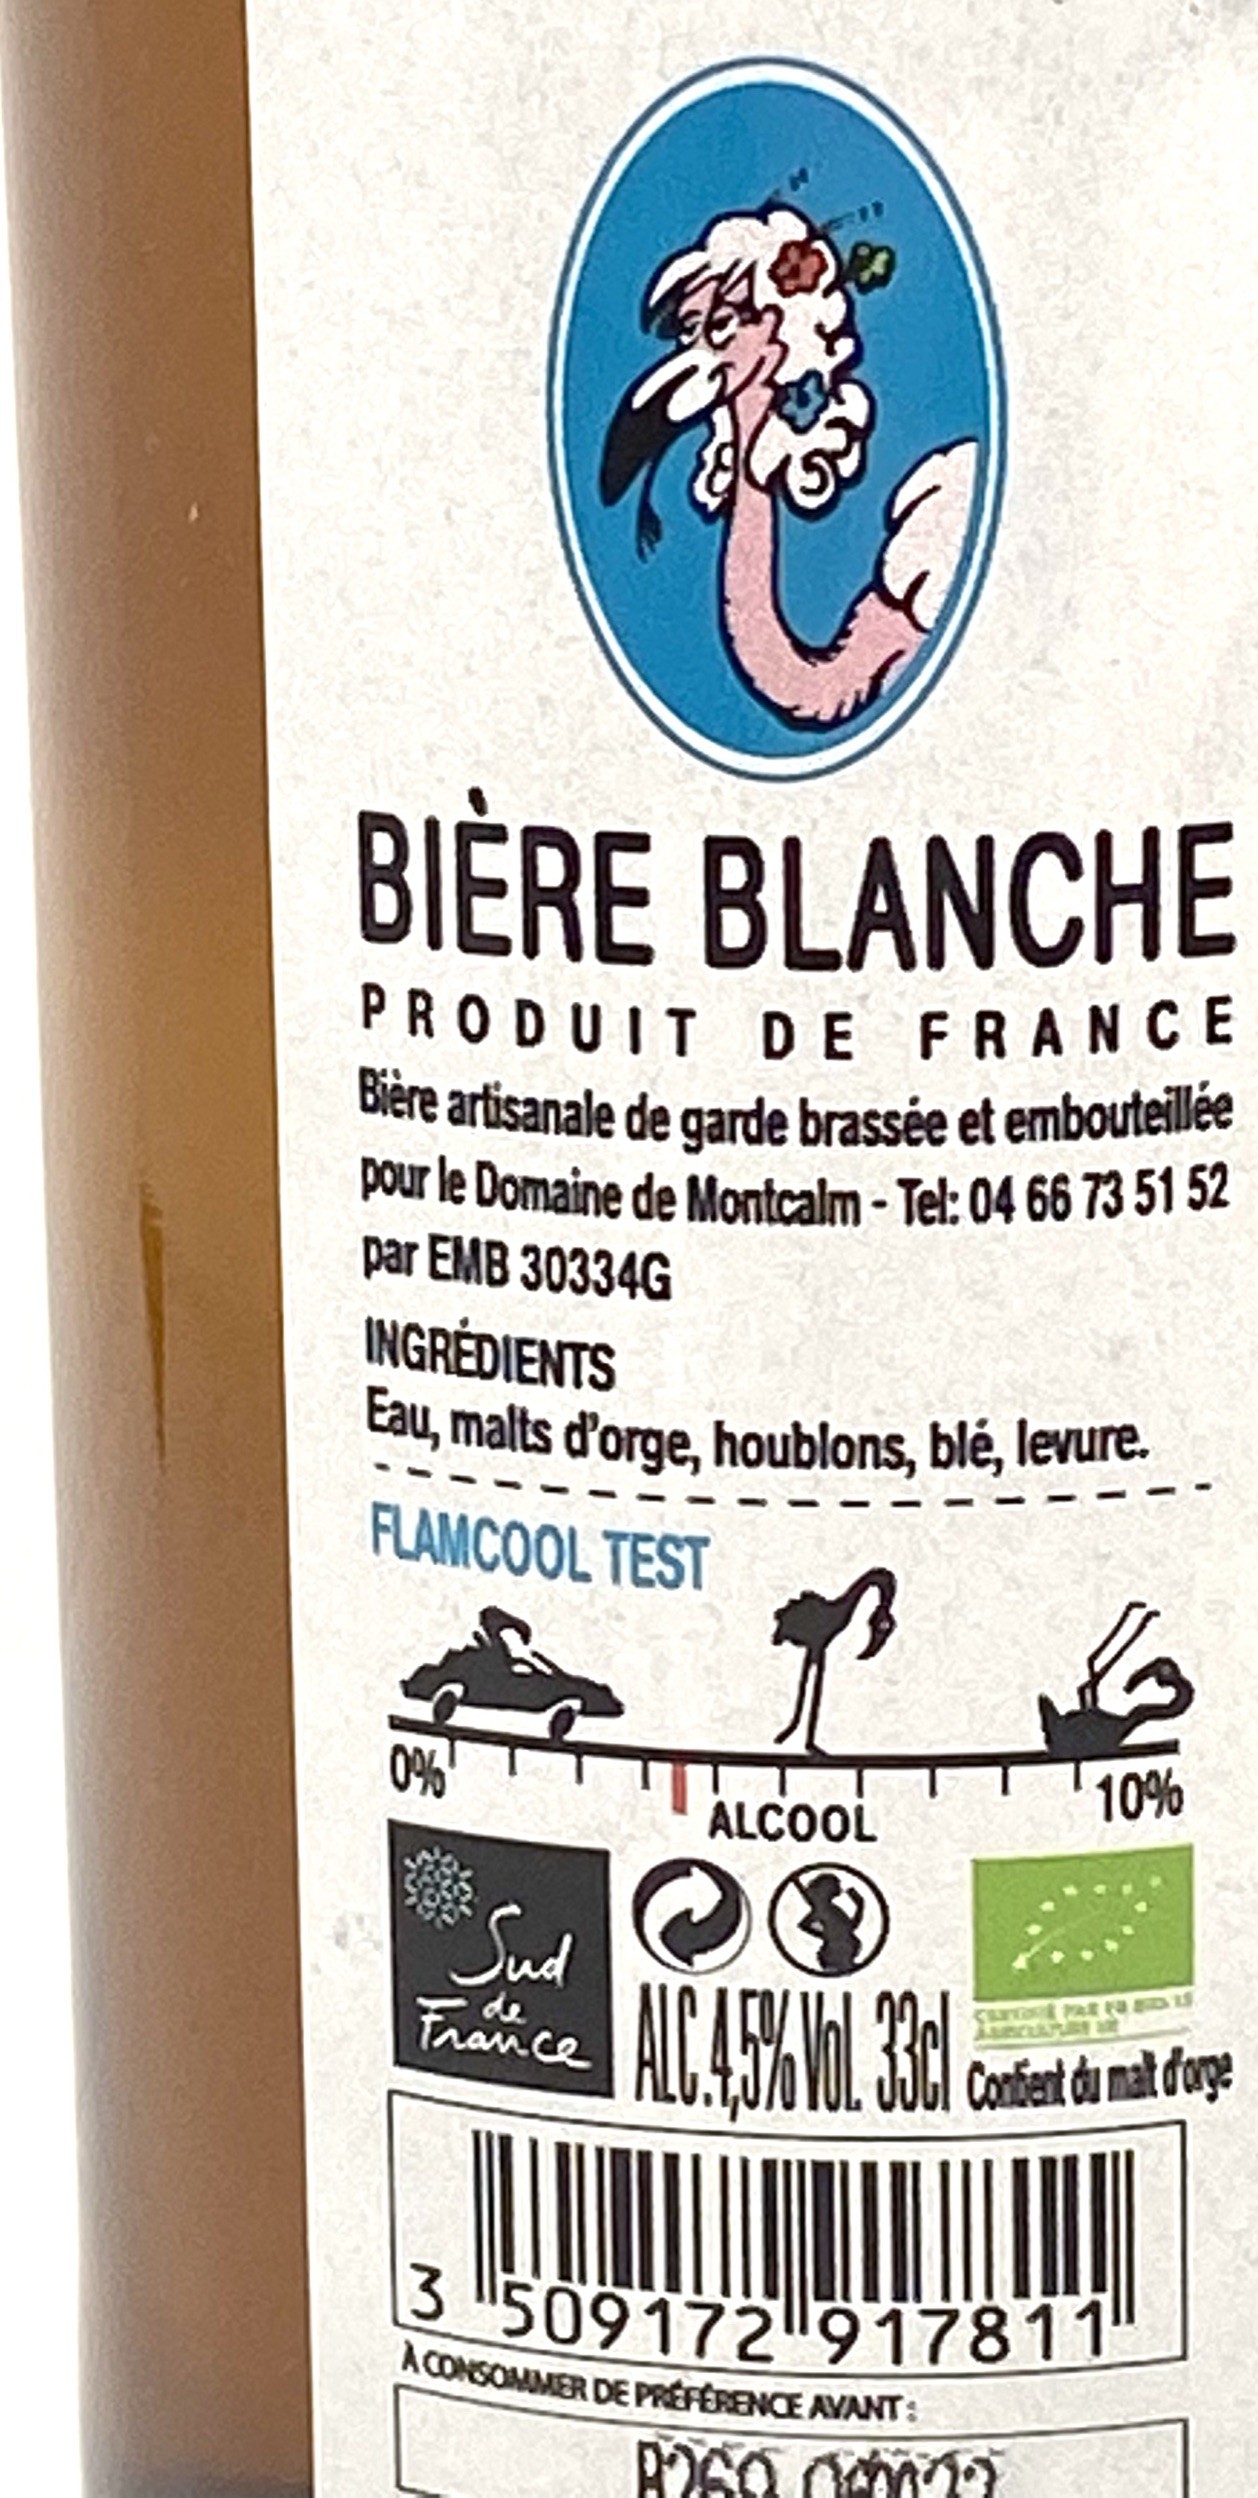 BIÈRE BLANCHE
PRODUIT DE FRANCE
Bière artisanale de garde brassée et embouteillée
pour le Domaine de Montcalm - Tel: 04 66 73 51 52
par EMB 30334G
INGRÉDIENTS
Eau, malts d'orge, houblons, blé, levure.
FLAMCOOL TEST
0% 10%
ALCOOL
Sud
de
France
ALC.4,5% Vol. 33cl
Contient du malt d'orge
3 509172 917811
À CONSOMMER DE PRÉFÉRENCE AVANT :